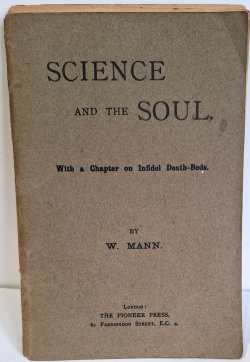 SCIENCE
AND THE SOUL.
With a Chapter on Infidel Death-Beds.
BY
W. MANN.
London:
THE PIONEER PRESS,
61 Farringdon Street, E.C. 4.